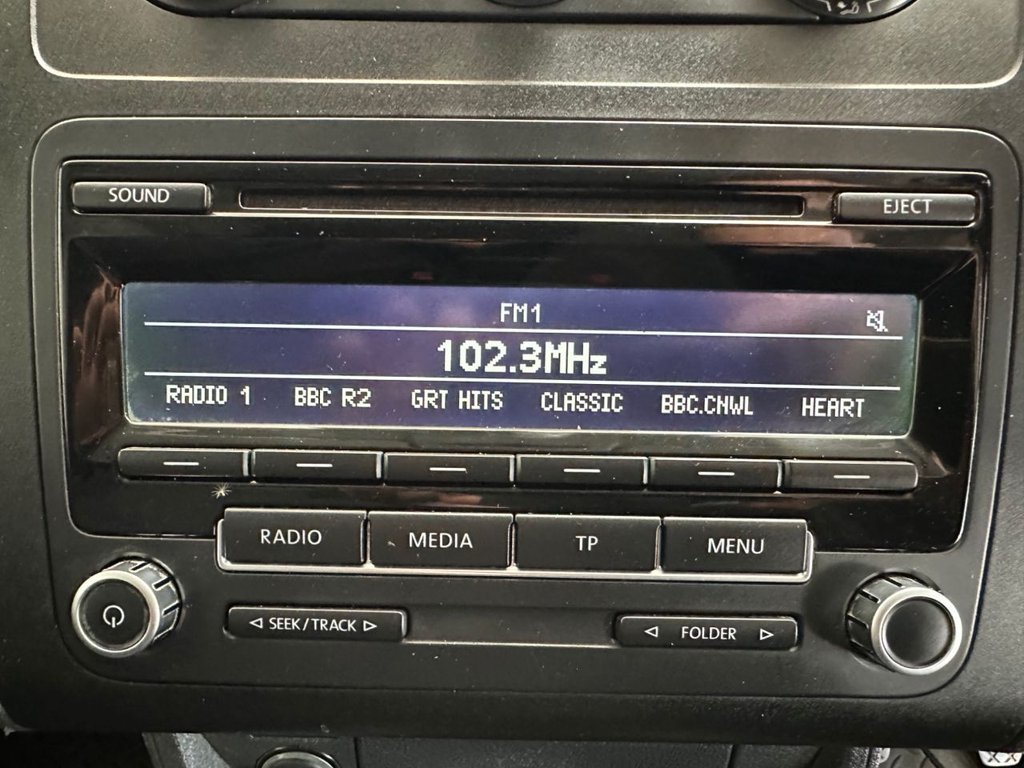 SOUND EJECT
FM1
102.3MHz
RADIO 1 BBC R2 GRT HITS CLASSIC BBC.CNWL HEART
RADIO MEDIA TP MENU
SEEK/TRACK FOLDER